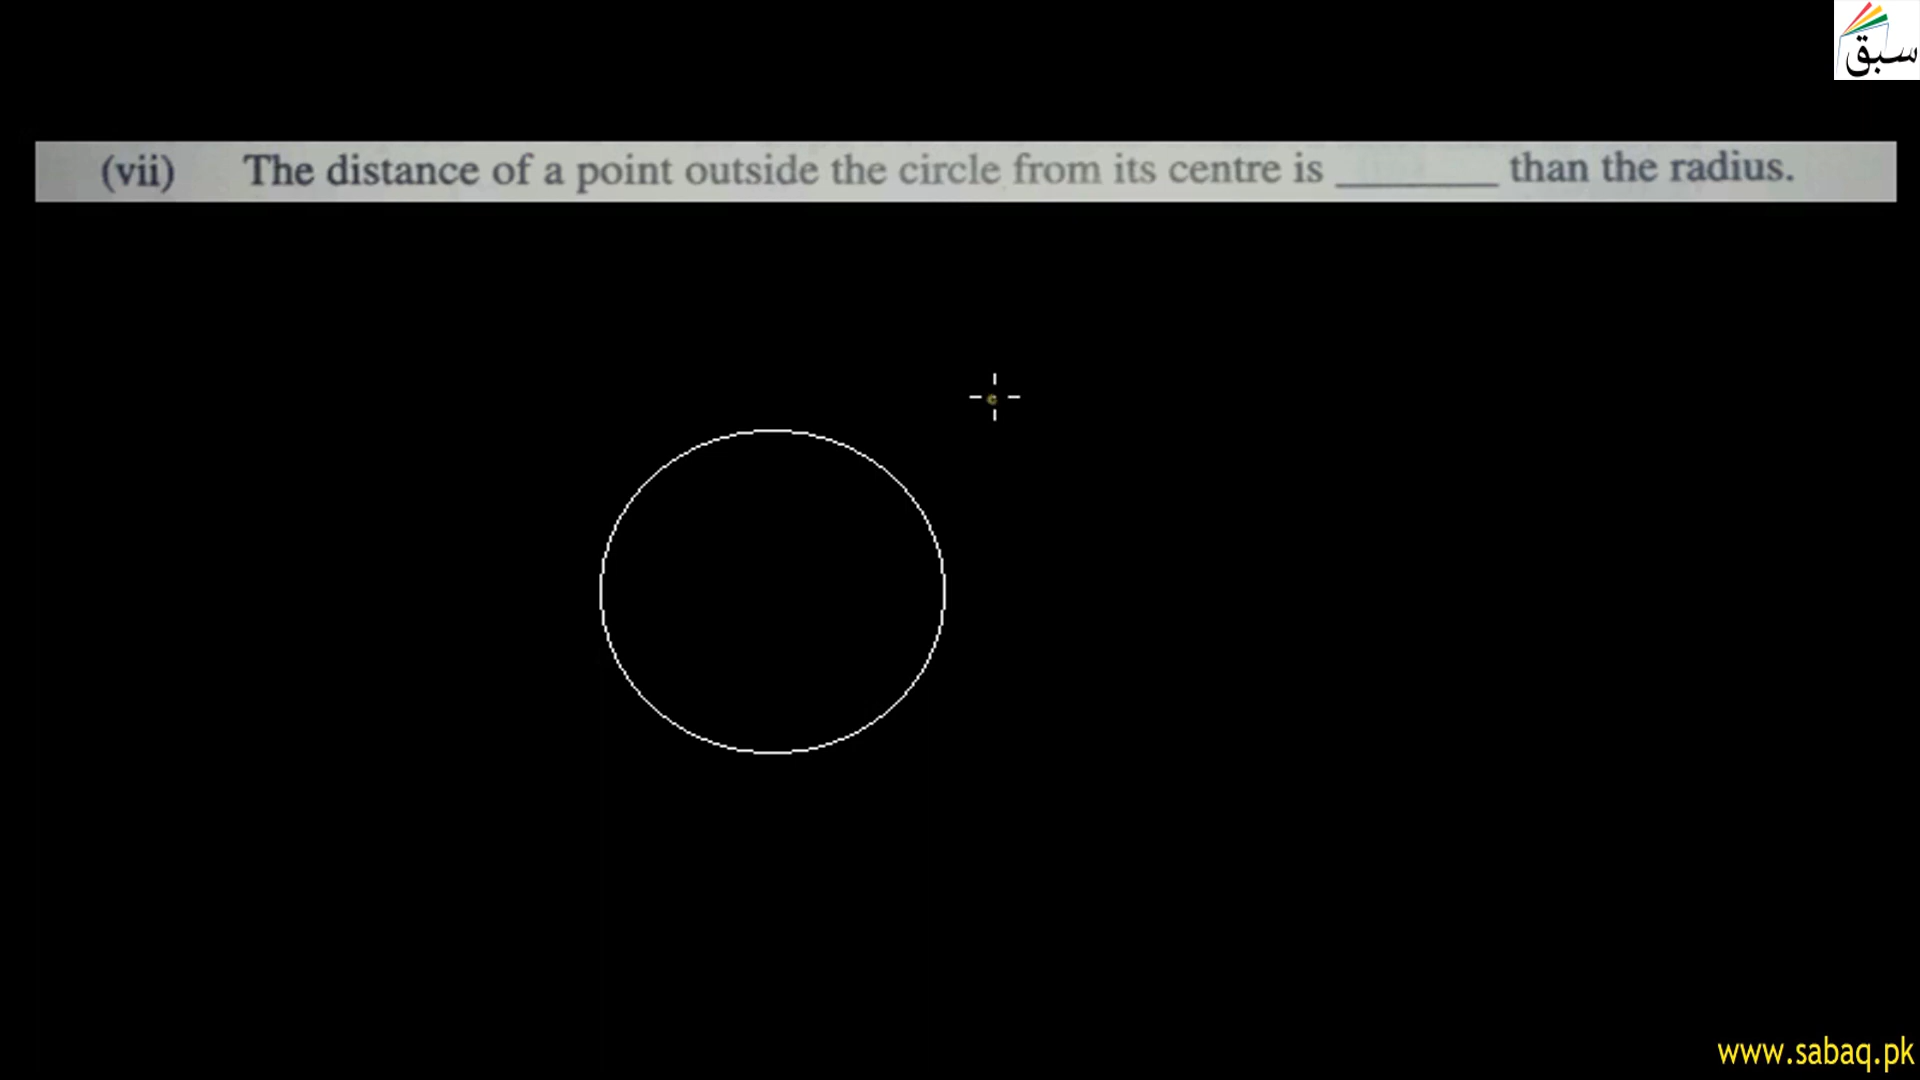 سبق
(vii) The distance of a point outside the circle from its centre is ________ than the radius.
www.sabaq.pk